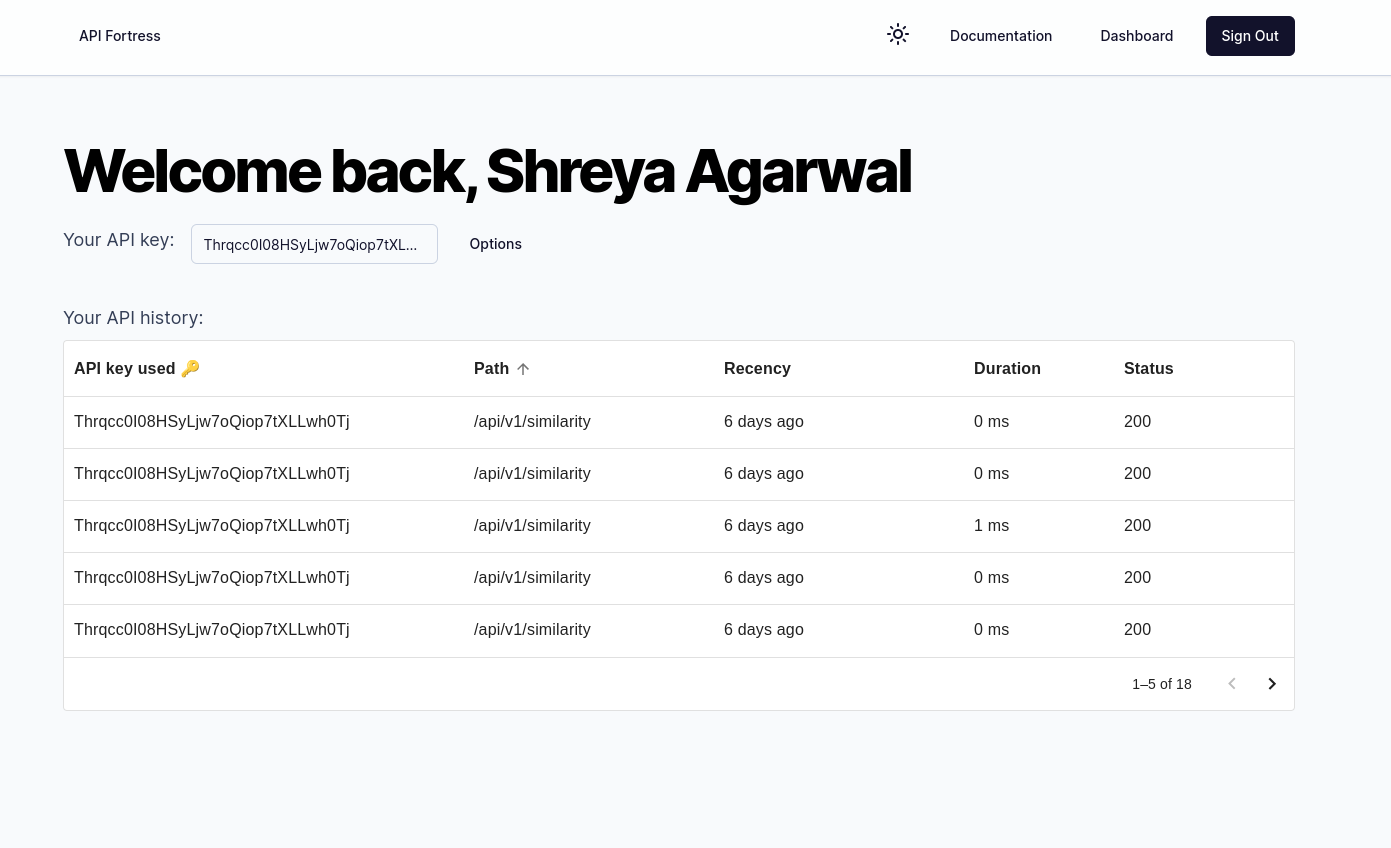 API Fortress Documentation Dashboard Sign Out
Welcome back, Shreya Agarwal
Your API key: Thrqcc0I08HSyLjw7oQiop7tXL... Options
Your API history:
API key used 🔑 Path Recency Duration Status
Thrqcc0I08HSyLjw7oQiop7tXLLwh0Tj /api/v1/similarity 6 days ago 0 ms 200
Thrqcc0I08HSyLjw7oQiop7tXLLwh0Tj /api/v1/similarity 6 days ago 0 ms 200
Thrqcc0I08HSyLjw7oQiop7tXLLwh0Tj /api/v1/similarity 6 days ago 1 ms 200
Thrqcc0I08HSyLjw7oQiop7tXLLwh0Tj /api/v1/similarity 6 days ago 0 ms 200
Thrqcc0I08HSyLjw7oQiop7tXLLwh0Tj /api/v1/similarity 6 days ago 0 ms 200
1–5 of 18